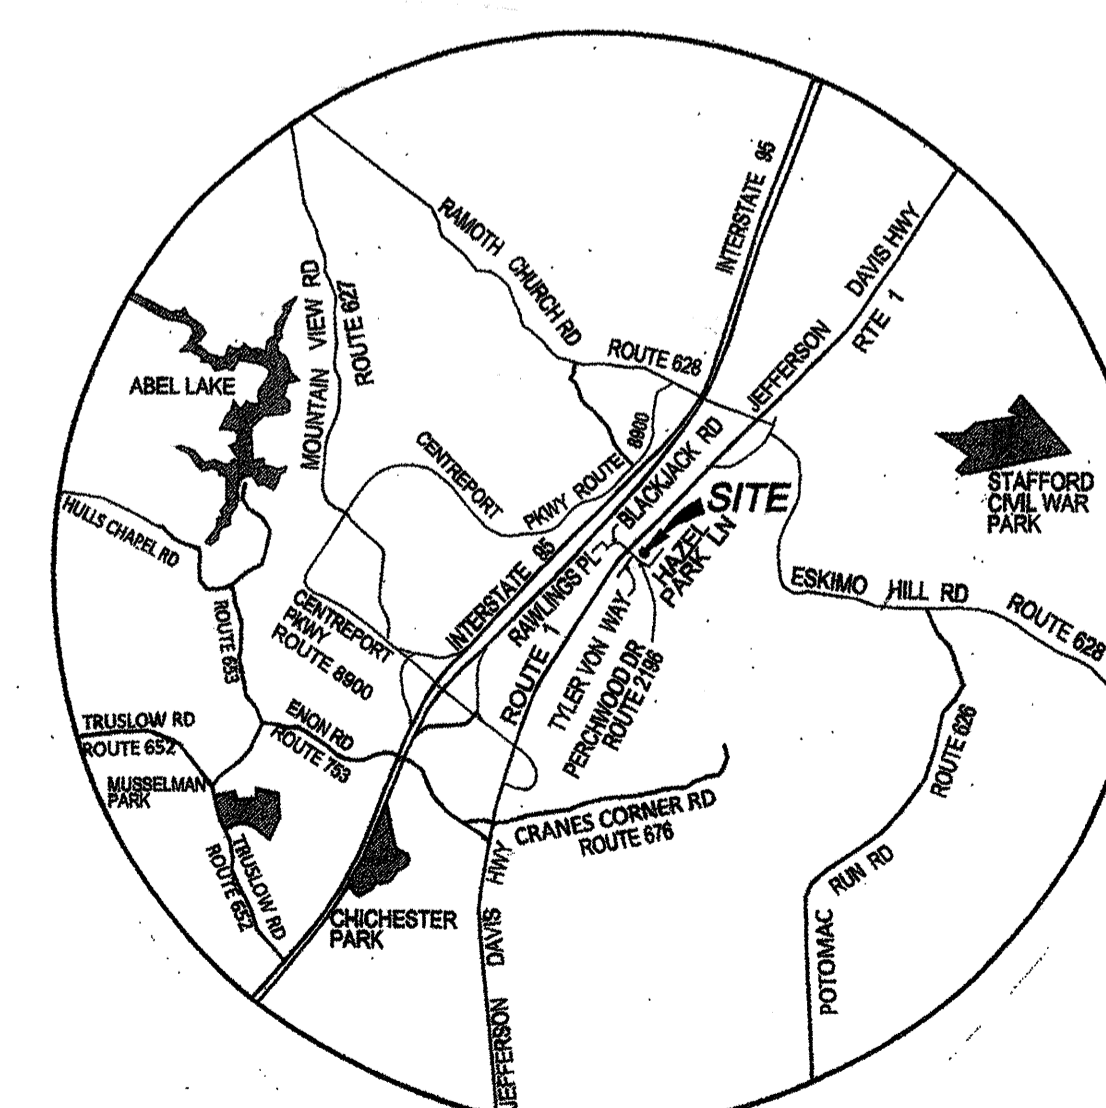 INTERSTATE 95
RAMOTH CHURCH RD
JEFFERSON DAVIS HWY
RTE 1
MOUNTAIN VIEW RD
ROUTE 627
ROUTE 628
ABEL LAKE
CENTREPORT PKWY ROUTE 8900
BLACKJACK RD
SITE
STAFFORD
CIVIL WAR
PARK
HULLS CHAPEL RD
HAZEL
PARK LN
INTERSTATE 95
RAWLINGS PL
ESKIMO HILL RD
ROUTE 628
CENTREPORT
PKWY
ROUTE 8900
ROUTE 653
ROUTE 1
TYLER VON WAY
PERCHWOOD DR
ROUTE 2196
TRUSLOW RD
ROUTE 652
ENON RD
ROUTE 753
ROUTE 626
MUSSELMAN
PARK
CRANES CORNER RD
ROUTE 676
TRUSLOW RD
ROUTE 652
POTOMAC RUN RD
CHICHESTER
PARK
JEFFERSON DAVIS HWY